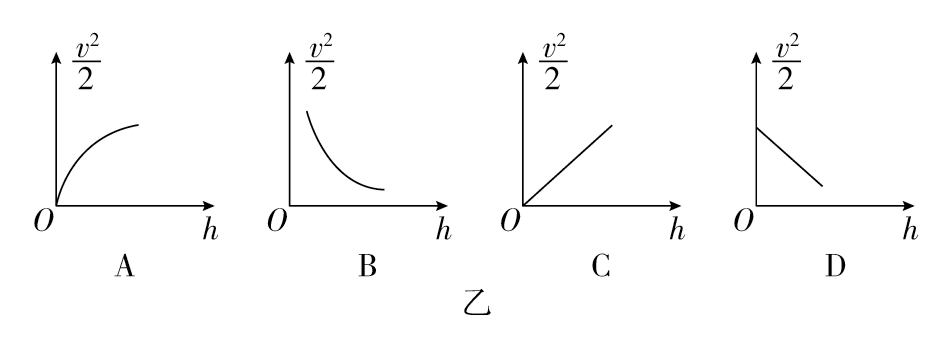 v²/2 v²/2 v²/2 v²/2
O h O h O h O h
A B C D
乙